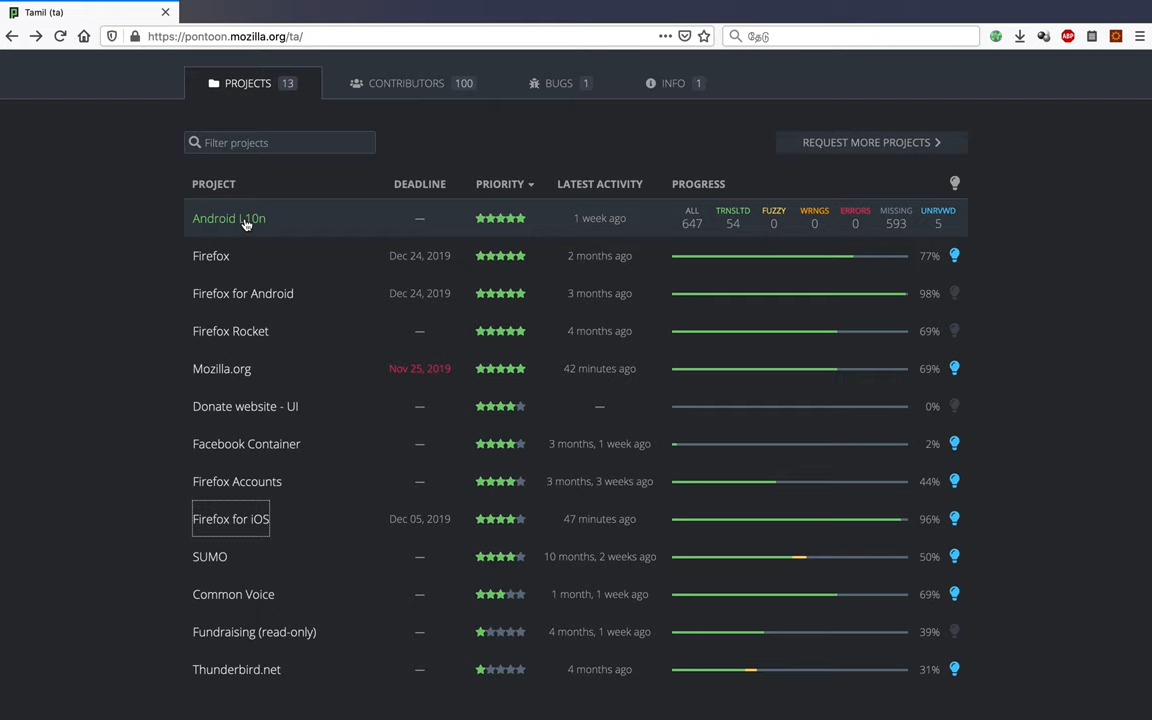 Tamil (ta)
https://pontoon.mozilla.org/ta/
தேடு
ABP
PROJECTS 13
CONTRIBUTORS 100
BUGS 1
INFO 1
Filter projects
REQUEST MORE PROJECTS
PROJECT DEADLINE PRIORITY LATEST ACTIVITY PROGRESS
Android L10n — 1 week ago
ALL TRNSLTD FUZZY WRNGS ERRORS MISSING UNRVWD
647 54 0 0 0 593 5
Firefox Dec 24, 2019 2 months ago 77%
Firefox for Android Dec 24, 2019 3 months ago 98%
Firefox Rocket — 4 months ago 69%
Mozilla.org Nov 25, 2019 42 minutes ago 69%
Donate website - UI — — 0%
Facebook Container — 3 months, 1 week ago 2%
Firefox Accounts — 3 months, 3 weeks ago 44%
Firefox for iOS Dec 05, 2019 47 minutes ago 96%
SUMO — 10 months, 2 weeks ago 50%
Common Voice — 1 month, 1 week ago 69%
Fundraising (read-only) — 4 months, 1 week ago 39%
Thunderbird.net — 4 months ago 31%